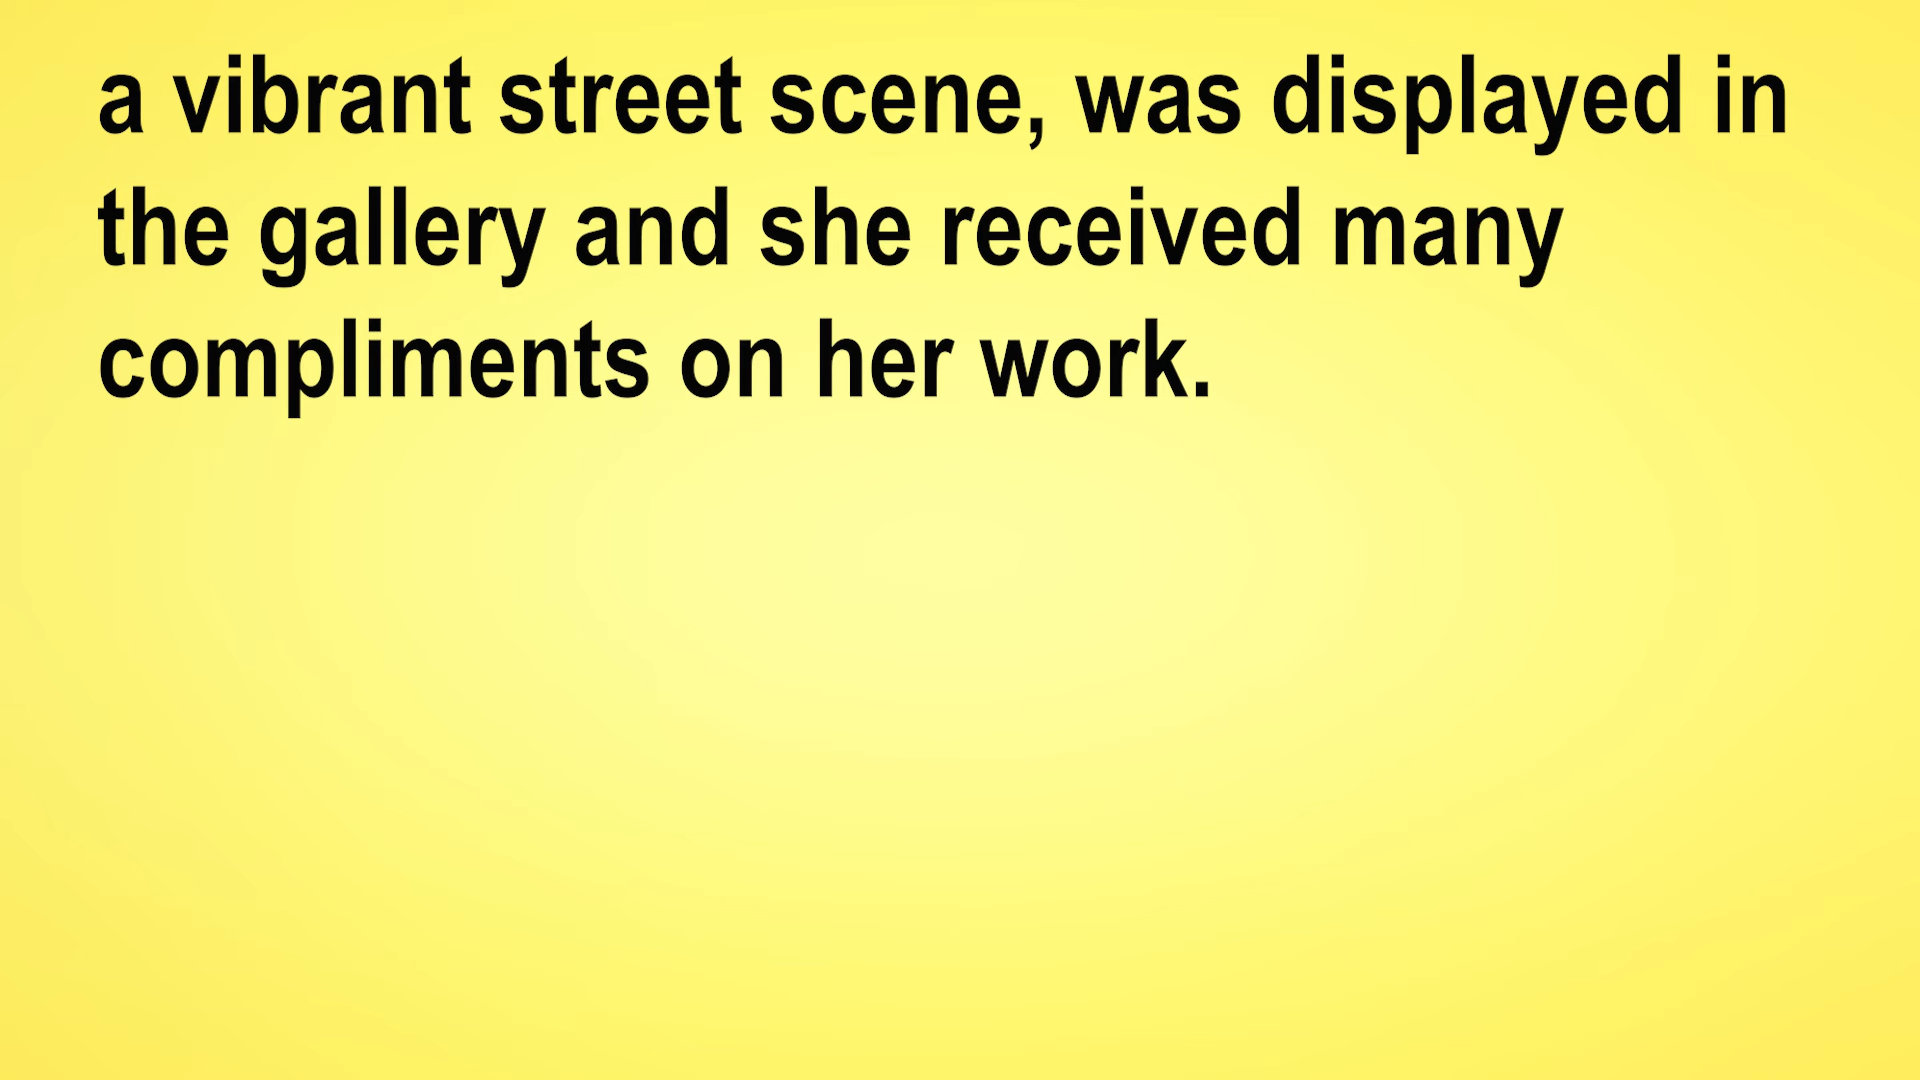 a vibrant street scene, was displayed in
the gallery and she received many
compliments on her work.